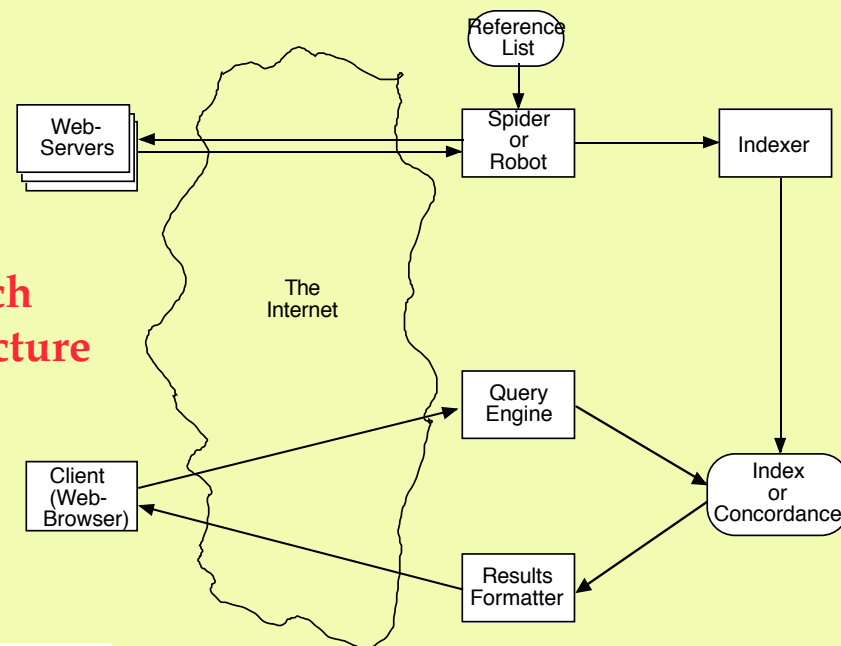 Reference
List
Web-
Servers
Spider
or
Robot
Indexer
ch
cture
The
Internet
Query
Engine
Client
(Web-
Browser)
Index
or
Concordance
Results
Formatter